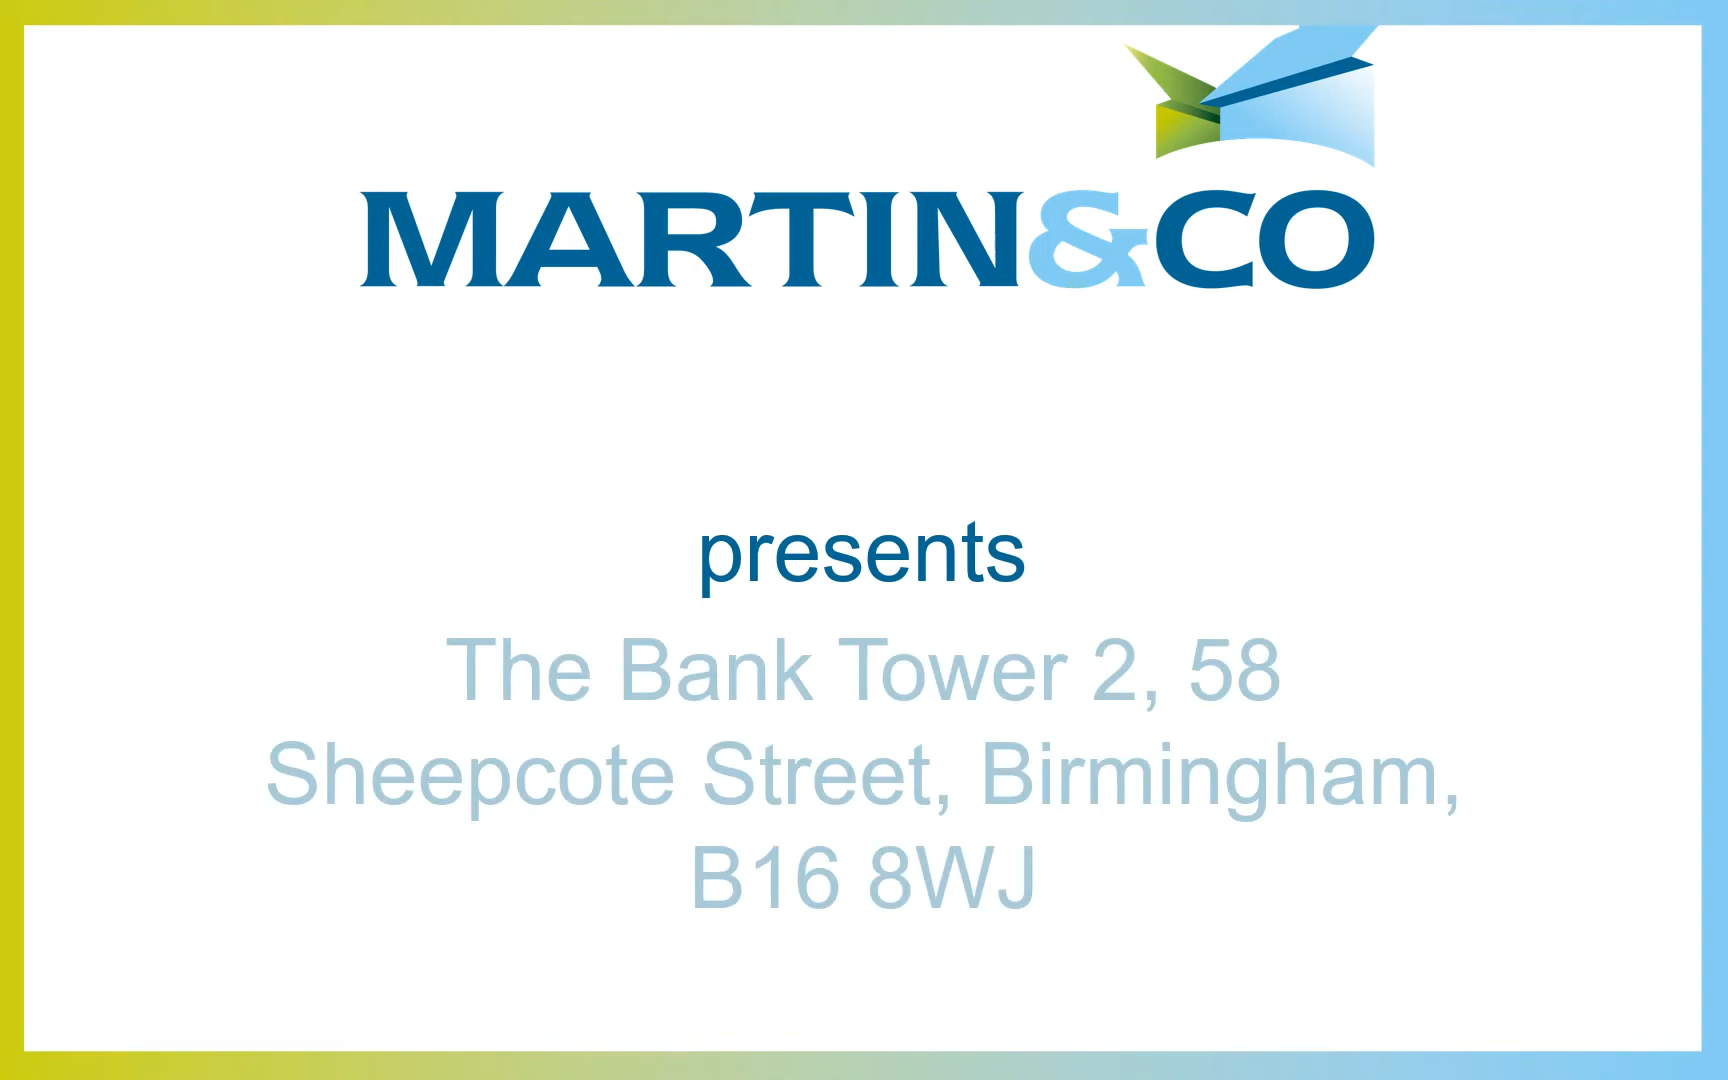 MARTIN&CO
presents
The Bank Tower 2, 58
Sheepcote Street, Birmingham,
B16 8WJ